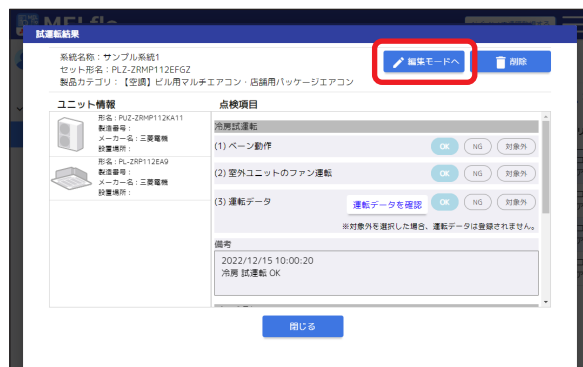 MELflo
試運転結果
系統名称：サンプル系統1
セット形名：PLZ-ZRMP112EFGZ
製品カテゴリ：【空調】ビル用マルチエアコン・店舗用パッケージエアコン
編集モードへ
削除
ユニット情報
点検項目
形名：PUZ-ZRMP112KA11
製造番号：
メーカー名：三菱電機
設置場所：
形名：PL-ZRP112EA9
製造番号：
メーカー名：三菱電機
設置場所：
冷房試運転
(1) ベーン動作
OK
NG
対象外
(2) 室外ユニットのファン運転
OK
NG
対象外
(3) 運転データ
運転データを確認
OK
NG
対象外
※対象外を選択した場合、運転データは登録されません。
備考
2022/12/15 10:00:20
冷房 試運転 OK
閉じる